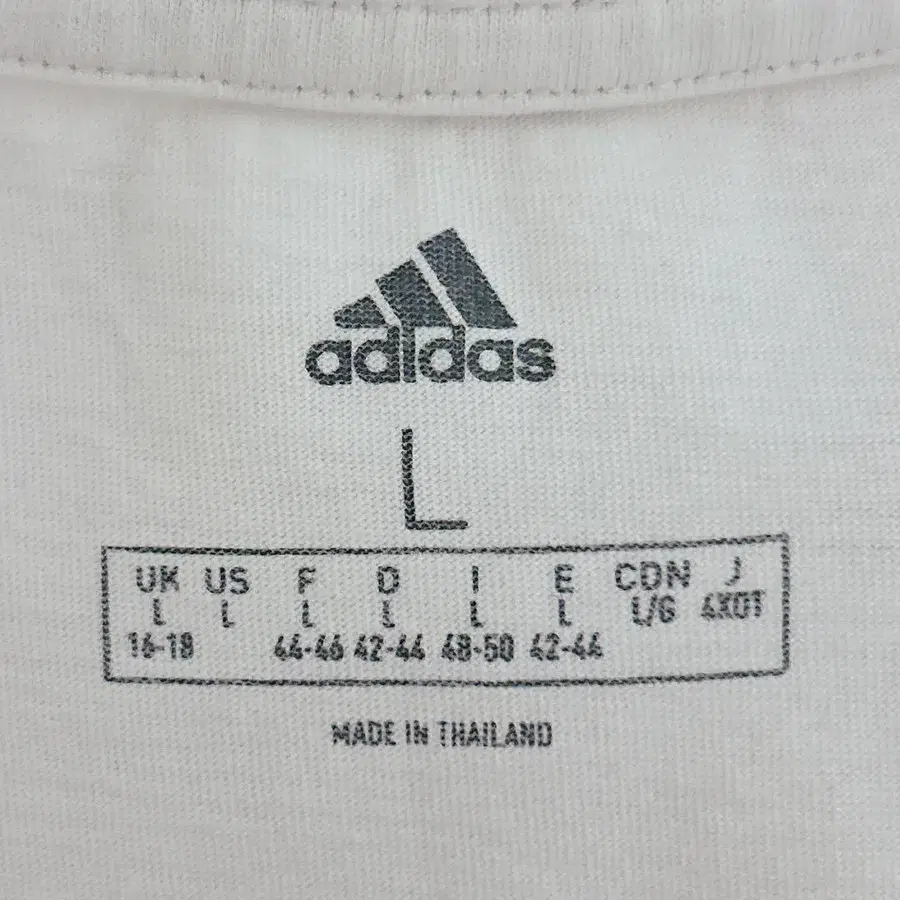 adidas
L
UK US F D I E CDN J
L L L L L L L/G 4XOT
16-18 44-46 42-44 48-50 42-44
MADE IN THAILAND